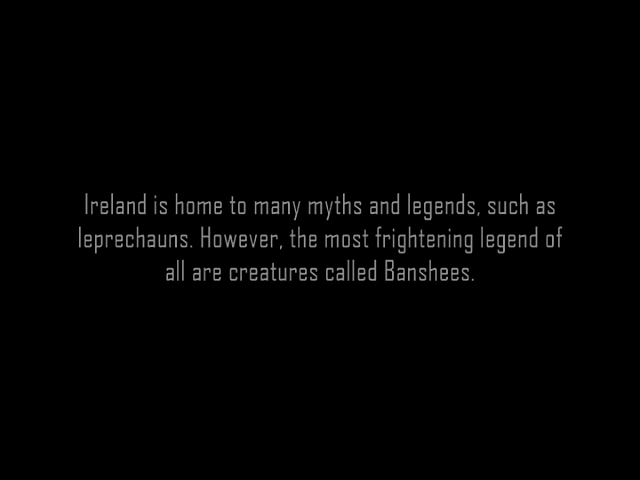 Ireland is home to many myths and legends, such as
leprechauns. However, the most frightening legend of
all are creatures called Banshees.